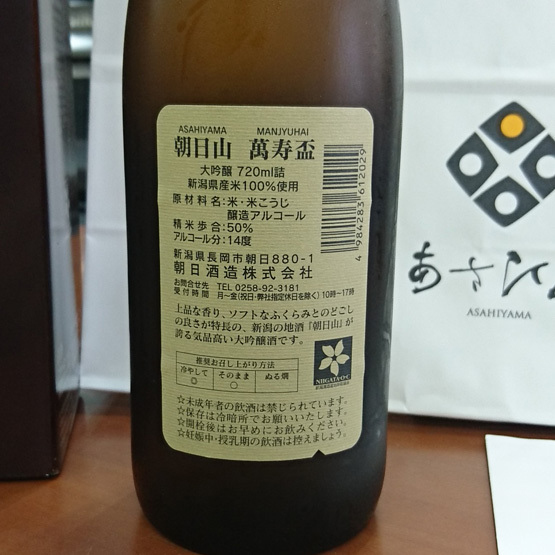 ASAHIYAMA MANJYUHAI
朝日山 萬寿盃
大吟醸 720ml詰
新潟県産米100%使用
原材料名:米・米こうじ
醸造アルコール
精米歩合:50%
アルコール分:14度
新潟県長岡市朝日880-1
朝日酒造株式会社
お問合せ先 TEL 0258-92-3181
受付時間 月〜金(祝日・弊社指定休日を除く)10時〜17時
上品な香り、ソフトなふくらみとのどごし
の良さが特長の、新潟の地酒『朝日山』が
誇る気品高い大吟醸酒です。
推奨お召し上がり方法
冷やして そのまま ぬる燗
◎ ○
☆未成年者の飲酒は禁じられています。
☆保存は冷暗所でお願いいたします。
☆開栓後はお早めにお飲みください。
☆妊娠中・授乳期の飲酒は控えましょう。
4 984283 612029
NIIGATA O・C
あさひ
ASAHIYAMA